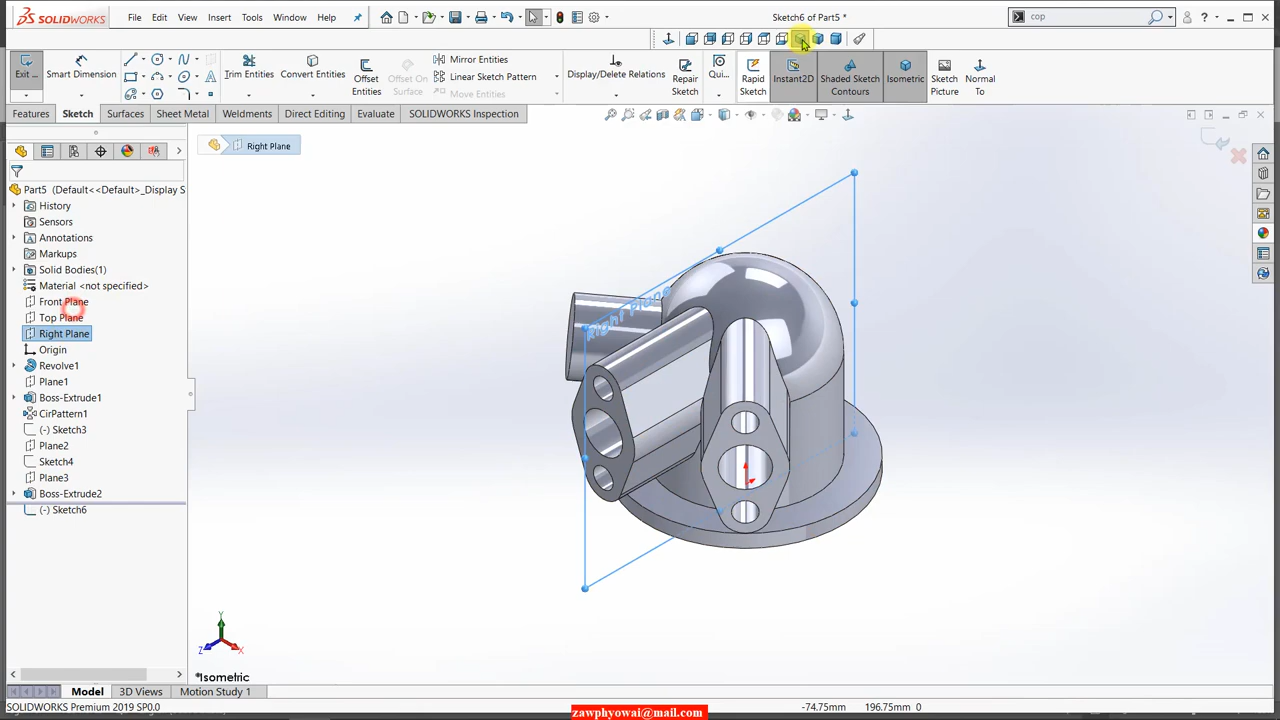 SOLIDWORKS File Edit View Insert Tools Window Help Sketch6 of Part5 * cop
Exit ... Smart Dimension Trim Entities Convert Entities Offset Entities Offset On Surface Mirror Entities Linear Sketch Pattern Move Entities Display/Delete Relations Repair Sketch Qui... Rapid Sketch Instant2D Shaded Sketch Contours Isometric Sketch Picture Normal To
Features Sketch Surfaces Sheet Metal Weldments Direct Editing Evaluate SOLIDWORKS Inspection
Right Plane
Part5 (Default<<Default>_Display S
History
Sensors
Annotations
Markups
Solid Bodies(1)
Material <not specified>
Front Plane
Top Plane
Right Plane
Origin
Revolve1
Plane1
Boss-Extrude1
CirPattern1
(-) Sketch3
Plane2
Sketch4
Plane3
Boss-Extrude2
(-) Sketch6
Right Plane
Y
Z
X
*Isometric
Model 3D Views Motion Study 1
SOLIDWORKS Premium 2019 SP0.0
-74.75mm 196.75mm 0
zawphyowai@mail.com